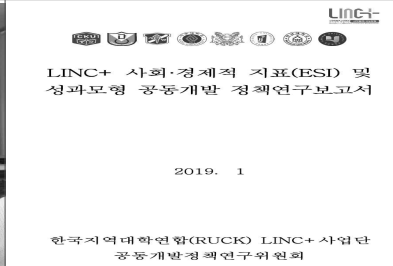 LINC+
LINC+ 사회·경제적 지표(ESI) 및
성과모형 공동개발 정책연구보고서
2019. 1
한국지역대학연합(RUCK) LINC+사업단
공동개발정책연구위원회